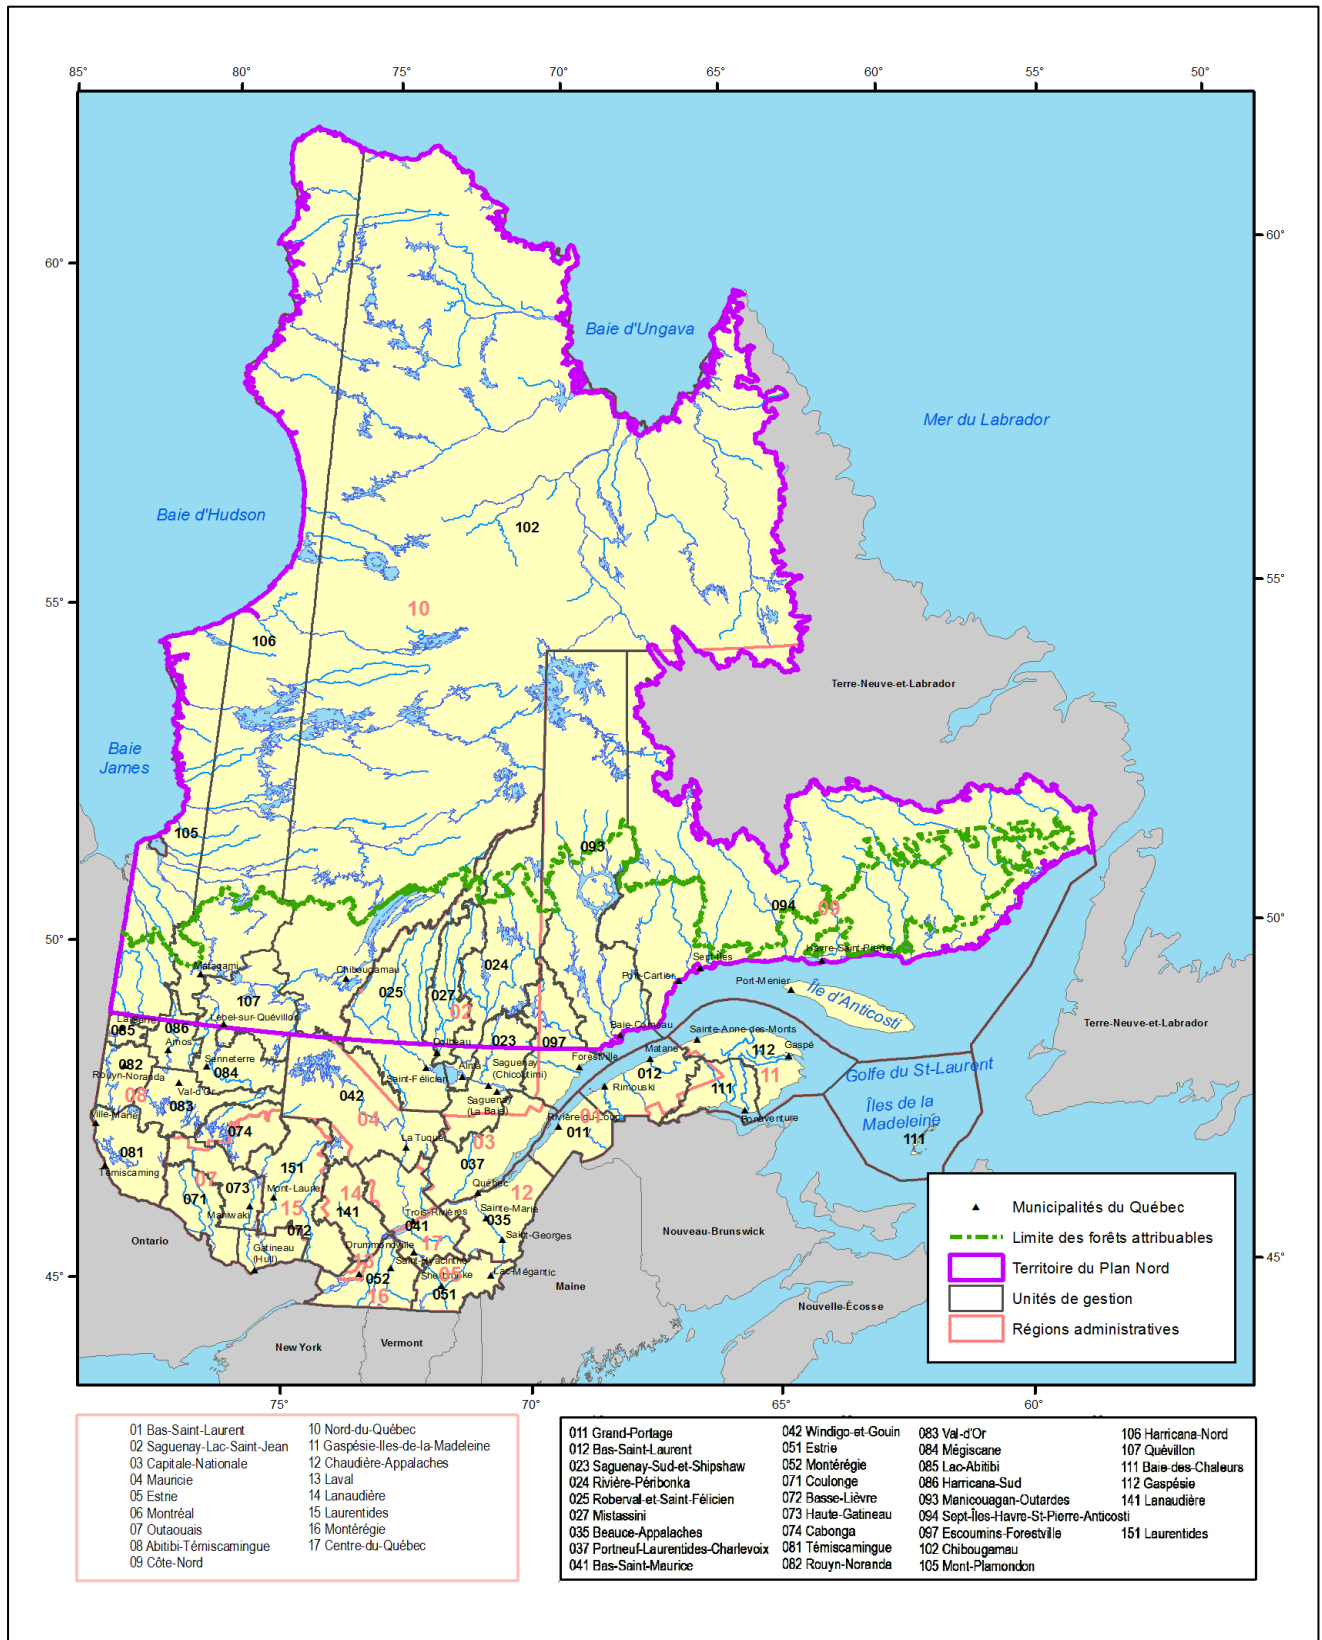 85° 80° 75° 70° 65° 60° 55° 50°
60° 60°
Baie d'Ungava
Mer du Labrador
Baie d'Hudson
102
55° 55°
10
106
Terre-Neuve-et-Labrador
Baie
James
105
093
094
09
50° 50°
Havre-Saint-Pierre
Sept-Îles
Matagami
Chibougamau
024
Port-Cartier
Port-Menier
Île d'Anticosti
025
027
107
02
Lebel-sur-Quévillon
La Sarre
085
086
Baie-Comeau
Sainte-Anne-des-Monts
Terre-Neuve-et-Labrador
Amos
023
097
Dolbeau
Matane
112
Gaspé
Senneterre
082
084
Forestville
Saint-Félicien
Alma
Saguenay
(Chicoutimi)
012
11
Golfe du St-Laurent
Rouyn-Noranda
Val-d'Or
Rimouski
111
08
083
042
Saguenay
(La Baie)
Îles de la
Madeleine
Ville-Marie
04
Rivière-du-Loup
01
Bonaventure
074
011
111
081
La Tuque
03
Témiscaming
151
037
07
071
073
Mont-Laurier
14
Québec
12
Maniwaki
15
141
Trois-Rivières
Sainte-Marie
072
041
035
Ontario
Gatineau
(Hull)
Drummondville
17
Saint-Georges
Nouveau-Brunswick
13
Saint-Hyacinthe
45° 45°
052
Sherbrooke
05
Lac-Mégantic
16
051
Maine
Nouvelle-Écosse
New York
Vermont
Municipalités du Québec
Limite des forêts attribuables
Territoire du Plan Nord
Unités de gestion
Régions administratives
75° 70° 65° 60°
01 Bas-Saint-Laurent
02 Saguenay-Lac-Saint-Jean
03 Capitale-Nationale
04 Mauricie
05 Estrie
06 Montréal
07 Outaouais
08 Abitibi-Témiscamingue
09 Côte-Nord
10 Nord-du-Québec
11 Gaspésie-Iles-de-la-Madeleine
12 Chaudière-Appalaches
13 Laval
14 Lanaudière
15 Laurentides
16 Montérégie
17 Centre-du-Québec
011 Grand-Portage
012 Bas-Saint-Laurent
023 Saguenay-Sud-et-Shipshaw
024 Rivière-Péribonka
025 Roberval-et-Saint-Félicien
027 Mistassini
035 Beauce-Appalaches
037 Portneuf-Laurentides-Charlevoix
041 Bas-Saint-Maurice
042 Windigo-et-Gouin
051 Estrie
052 Montérégie
071 Coulonge
072 Basse-Lièvre
073 Haute-Gatineau
074 Cabonga
081 Témiscamingue
082 Rouyn-Noranda
083 Val-d'Or
084 Mégiscane
085 Lac-Abitibi
086 Harricana-Sud
093 Manicouagan-Outardes
094 Sept-Îles-Havre-St-Pierre-Anticosti
097 Escoumins-Forestville
102 Chibougamau
105 Mont-Plamondon
106 Harricana-Nord
107 Quévillon
111 Baie-des-Chaleurs
112 Gaspésie
141 Lanaudière
151 Laurentides